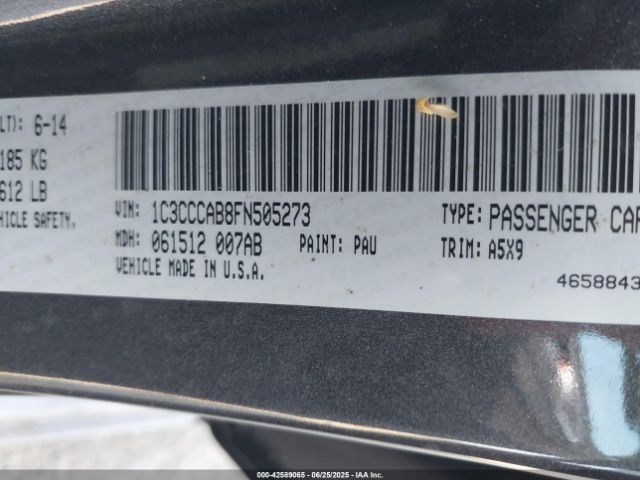 LT): 6-14
185 KG
612 LB
HICLE SAFETY.
VIN: 1C3CCCAB8FN505273
TYPE: PASSENGER CAR
MDH: 061512 007AB
PAINT: PAU
TRIM: A5X9
VEHICLE MADE IN U.S.A.
4658843
000-42589065 06/25/2025 - IAA Inc.